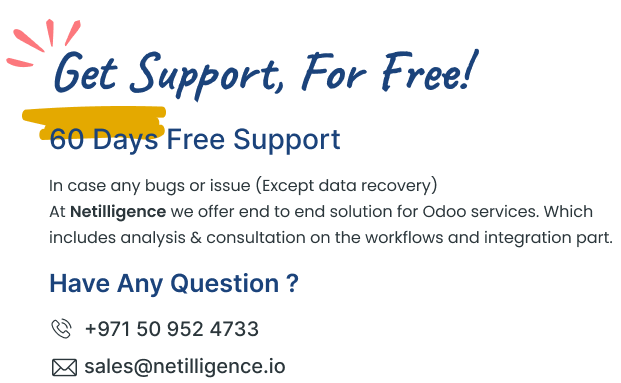 Get Support, For Free!
60 Days Free Support
In case any bugs or issue (Except data recovery)
At Netilligence we offer end to end solution for Odoo services. Which
includes analysis & consultation on the workflows and integration part.
Have Any Question ?
+971 50 952 4733
sales@netilligence.io